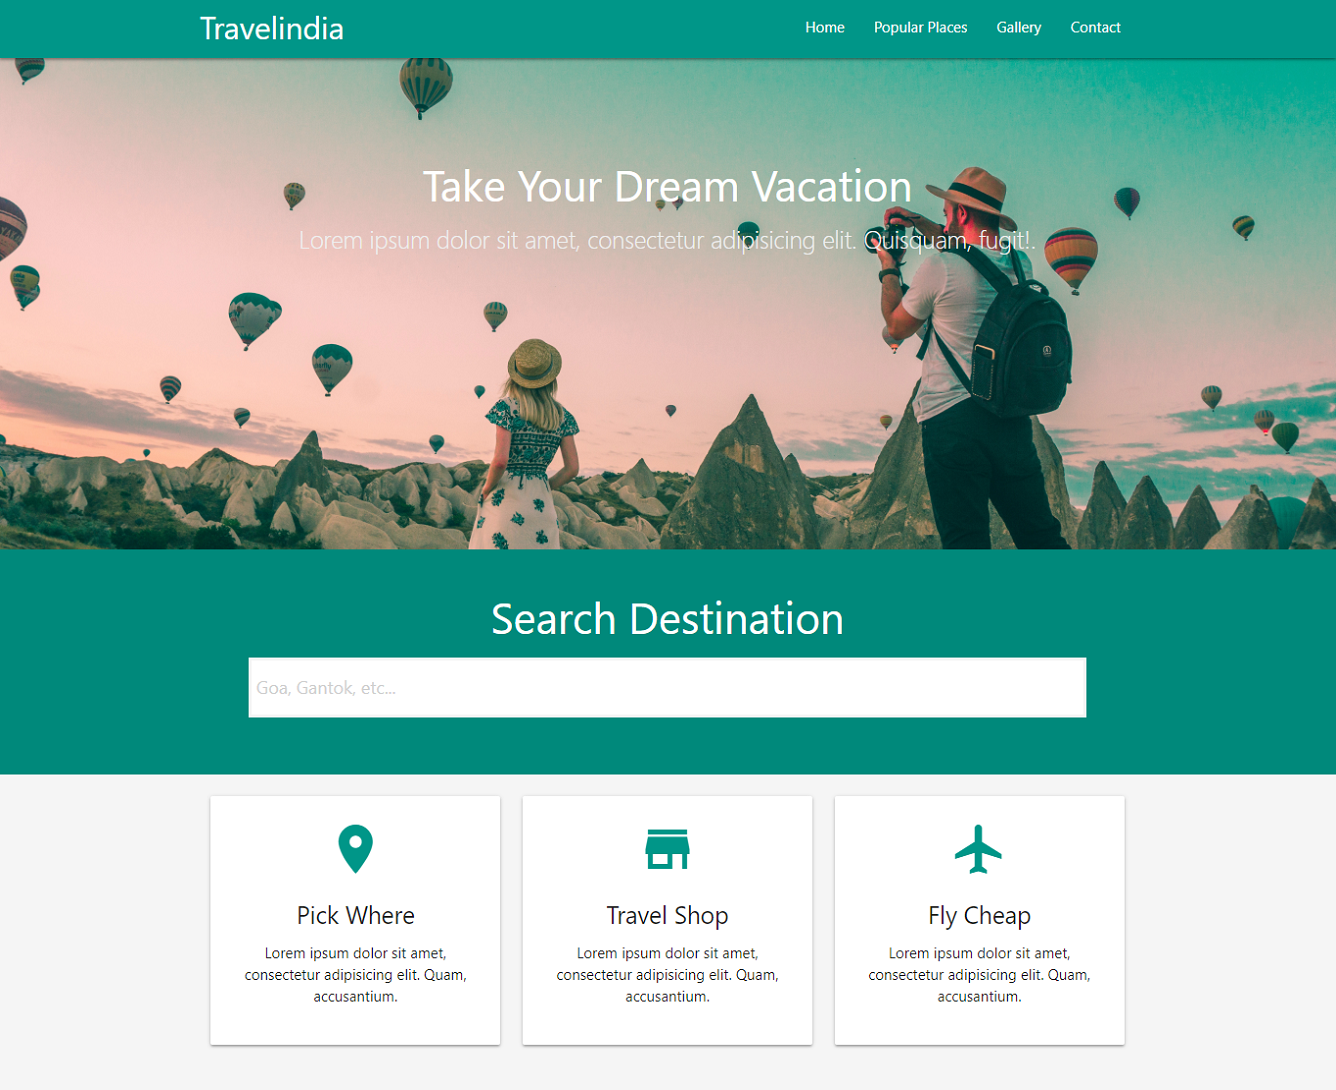 Travelindia
Home Popular Places Gallery Contact
Take Your Dream Vacation
Lorem ipsum dolor sit amet, consectetur adipisicing elit. Quisquam, fugit!.
Search Destination
Goa, Gantok, etc...
Pick Where
Lorem ipsum dolor sit amet,
consectetur adipisicing elit. Quam,
accusantium.
Travel Shop
Lorem ipsum dolor sit amet,
consectetur adipisicing elit. Quam,
accusantium.
Fly Cheap
Lorem ipsum dolor sit amet,
consectetur adipisicing elit. Quam,
accusantium.